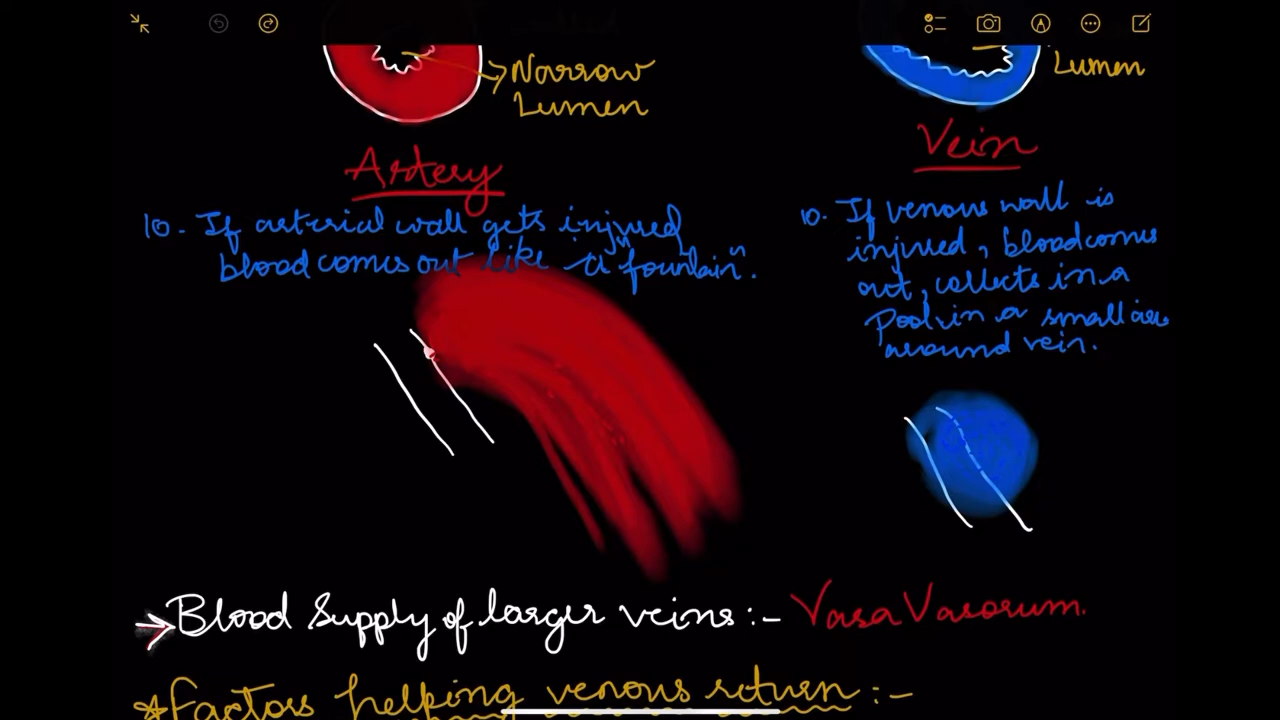 Narrow
Lumen
Lumen
Artery
Vein
10. If arterial wall gets injured
blood comes out like a "fountain".
10. If venous wall is
injured, blood comes
out, collects in a
Pool in a small area
around vein.
→ Blood Supply of larger veins :- Vasa Vasorum.
* Factors helping venous return :-